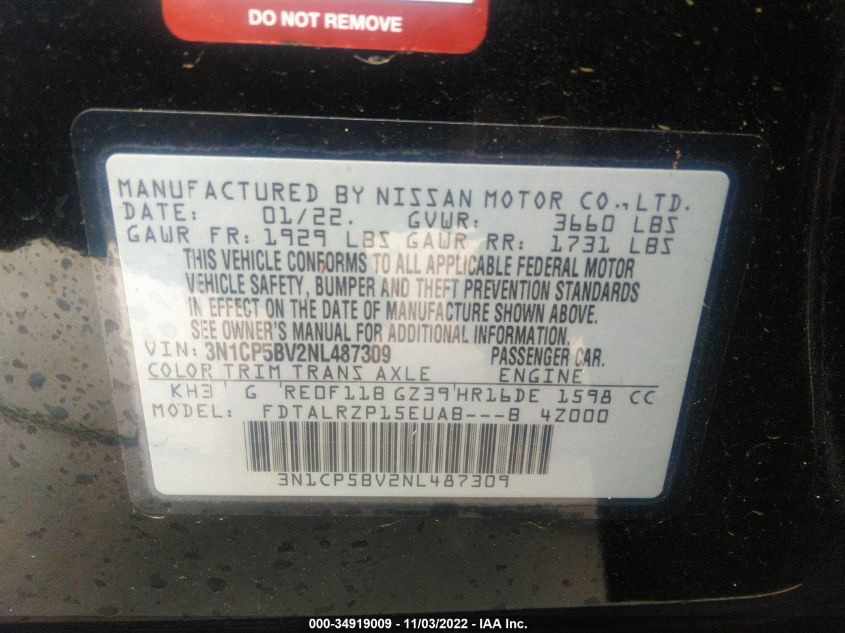 DO NOT REMOVE
MANUFACTURED BY NISSAN MOTOR CO.,LTD.
DATE: 01/22. GVWR: 3660 LBS
GAWR FR: 1929 LBS GAWR RR: 1731 LBS
THIS VEHICLE CONFORMS TO ALL APPLICABLE FEDERAL MOTOR
VEHICLE SAFETY, BUMPER AND THEFT PREVENTION STANDARDS
IN EFFECT ON THE DATE OF MANUFACTURE SHOWN ABOVE.
SEE OWNER'S MANUAL FOR ADDITIONAL INFORMATION.
VIN: 3N1CP5BV2NL487309 PASSENGER CAR.
COLOR TRIM TRANS AXLE ENGINE
KH3 G RE0F11B GZ39 HR16DE 1598 CC
MODEL: FDTALRZP15EUAB---B 4Z000
3N1CP5BV2NL487309
000-34919009 - 11/03/2022 - IAA Inc.